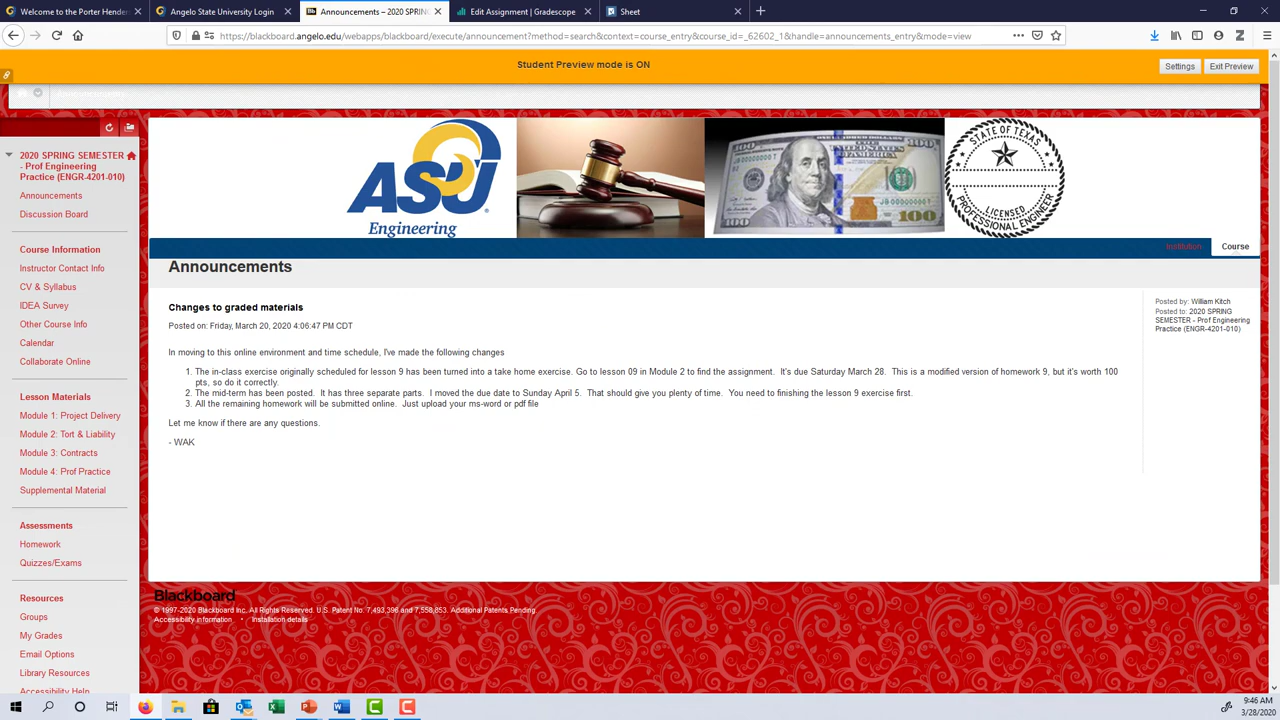 Welcome to the Porter Hender
Angelo State University Login
Announcements – 2020 SPRIN
Edit Assignment | Gradescope
Sheet
https://blackboard.angelo.edu/webapps/blackboard/execute/announcement?method=search&context=course_entry&course_id=_62602_1&handle=announcements_entry&mode=view
Student Preview mode is ON
Settings
Exit Preview
2020 SPRING SEMESTER
- Prof Engineering
Practice (ENGR-4201-010)
Announcements
Discussion Board
Course Information
Instructor Contact Info
CV & Syllabus
IDEA Survey
Other Course Info
Calendar
Collaborate Online
Lesson Materials
Module 1: Project Delivery
Module 2: Tort & Liability
Module 3: Contracts
Module 4: Prof Practice
Supplemental Material
Assessments
Homework
Quizzes/Exams
Resources
Groups
My Grades
Email Options
Library Resources
Accessibility Help
ASU
Engineering
100
100
STATE OF TEXAS
LICENSED
PROFESSIONAL ENGINEER
Institution
Course
Announcements
Changes to graded materials
Posted on: Friday, March 20, 2020 4:06:47 PM CDT
In moving to this online environment and time schedule, I've made the following changes
1. The in-class exercise originally scheduled for lesson 9 has been turned into a take home exercise. Go to lesson 09 in Module 2 to find the assignment. It's due Saturday March 28. This is a modified version of homework 9, but it's worth 100
pts, so do it correctly.
2. The mid-term has been posted. It has three separate parts. I moved the due date to Sunday April 5. That should give you plenty of time. You need to finishing the lesson 9 exercise first.
3. All the remaining homework will be submitted online. Just upload your ms-word or pdf file
Let me know if there are any questions.
- WAK
Posted by: William Kitch
Posted to: 2020 SPRING
SEMESTER - Prof Engineering
Practice (ENGR-4201-010)
Blackboard
© 1997-2020 Blackboard Inc. All Rights Reserved. U.S. Patent No. 7,493,396 and 7,558,853. Additional Patents Pending.
Accessibility information • Installation details
9:46 AM
3/28/2020